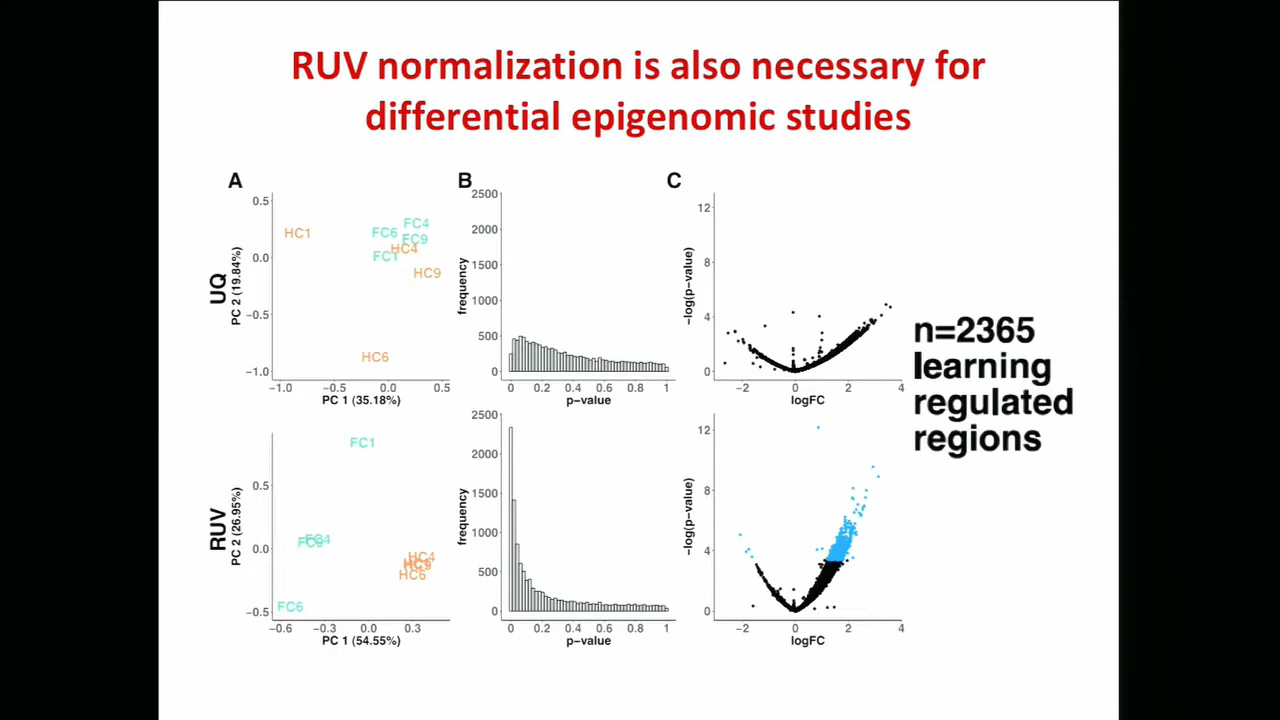 RUV normalization is also necessary for
differential epigenomic studies
A
B
C
UQ
PC 2 (19.84%)
0.5
0.0
−0.5
−1.0
HC1
FC4
FC6
FC9
HC4
FC1
HC9
HC6
−1.0
−0.5
0.0
0.5
PC 1 (35.18%)
frequency
2500
2000
1500
1000
500
0
0
0.2
0.4
0.6
0.8
1
p−value
−log(p−value)
12
8
4
0
−2
0
2
4
logFC
n=2365
learning
regulated
regions
RUV
PC 2 (26.95%)
0.5
0.0
−0.5
FC1
FC4
HC4
HC6
FC6
−0.6
−0.3
0.0
0.3
PC 1 (54.55%)
frequency
2500
2000
1500
1000
500
0
0
0.2
0.4
0.6
0.8
1
p−value
−log(p−value)
12
8
4
0
−2
0
2
4
logFC